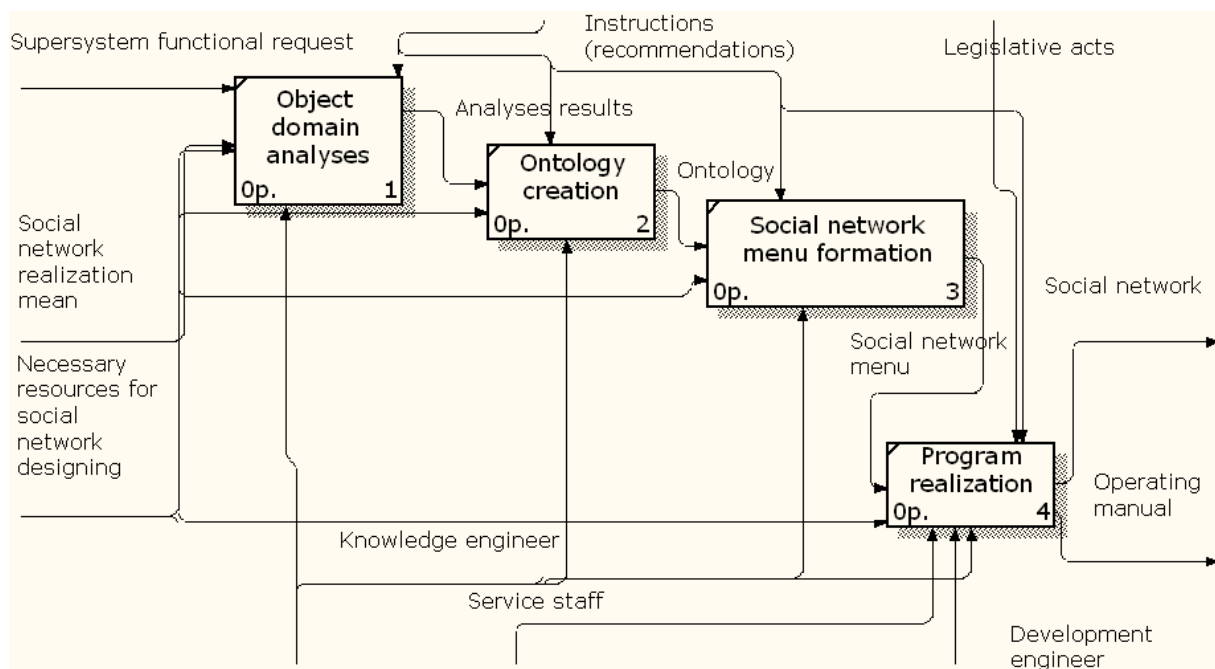 Supersystem functional request
Instructions
(recommendations)
Legislative acts
Object
domain
analyses
0p.
1
Analyses results
Ontology
creation
0p.
2
Ontology
Social network
menu formation
0p.
3
Social
network
realization
mean
Social network
Social network
menu
Necessary
resources for
social
network
designing
Program
realization
0p.
4
Operating
manual
Knowledge engineer
Service staff
Development
engineer